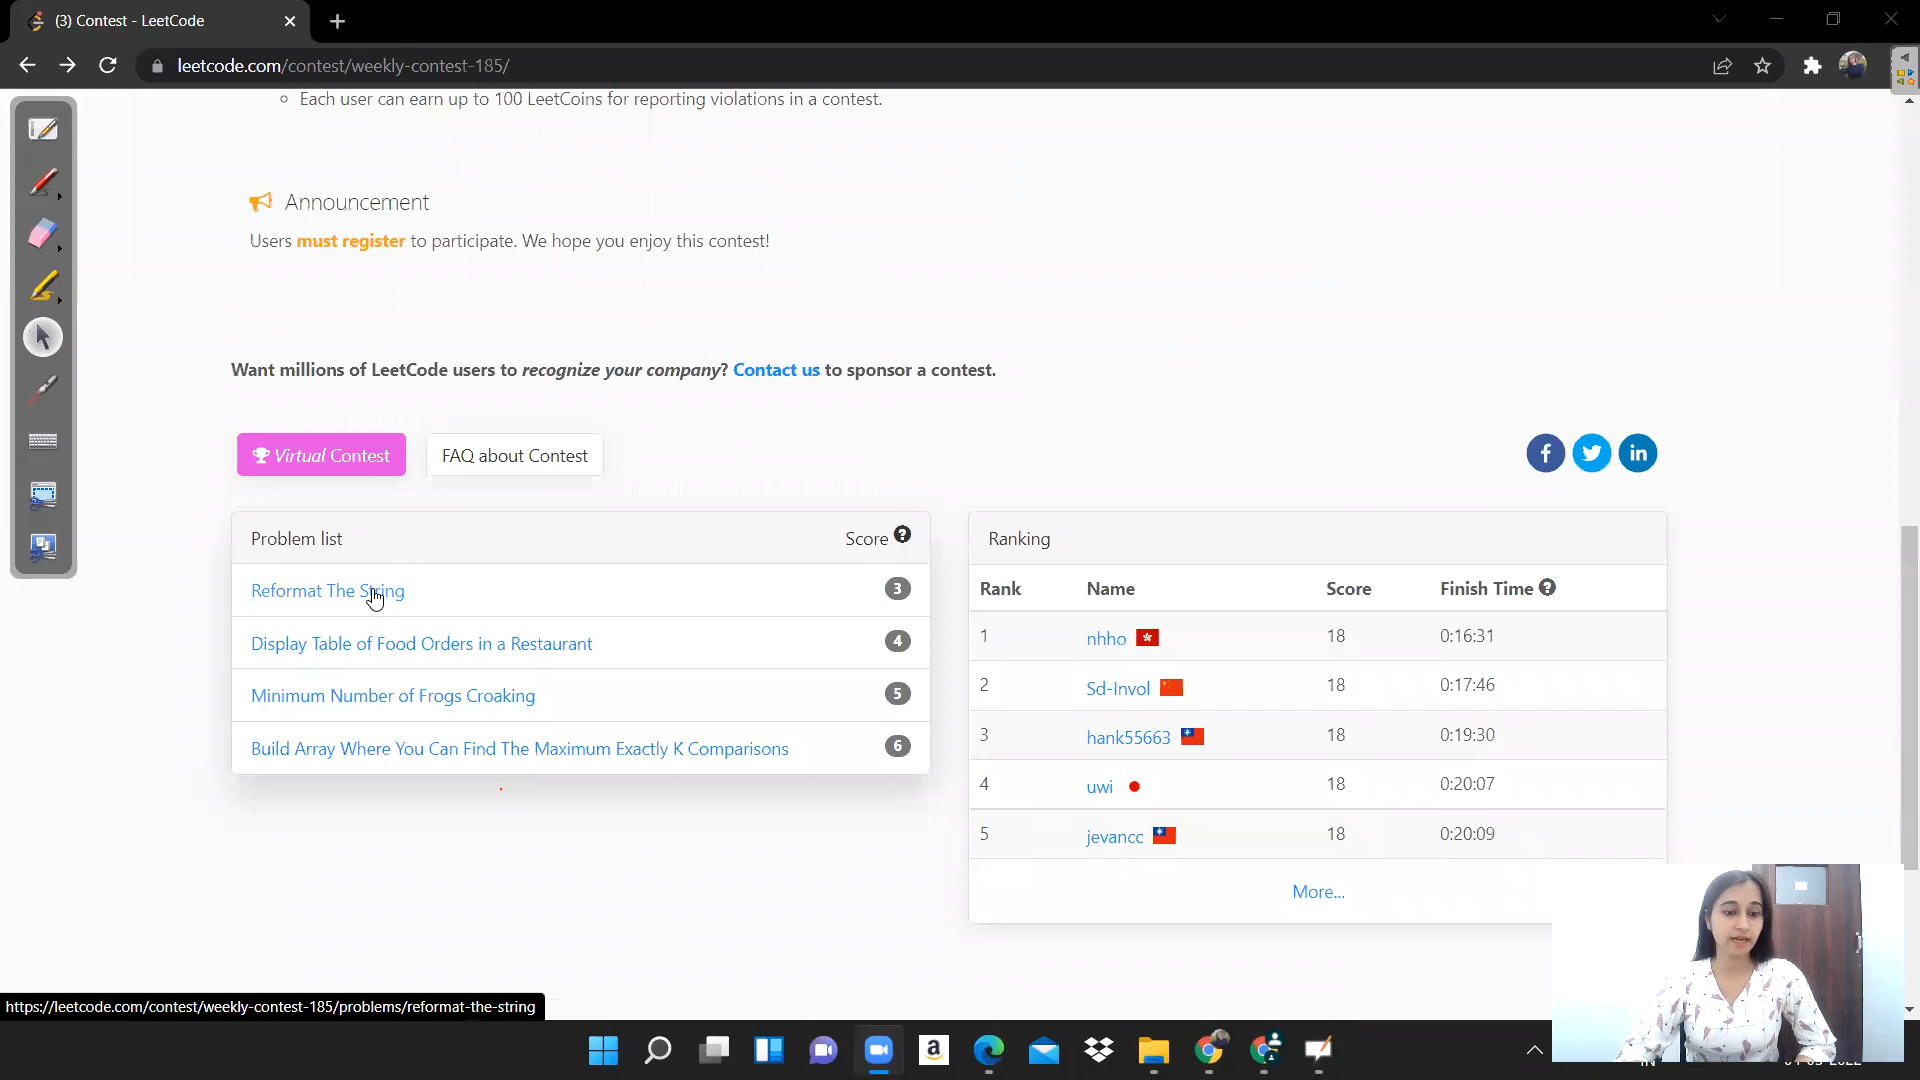 (3) Contest - LeetCode
leetcode.com/contest/weekly-contest-185/
Each user can earn up to 100 LeetCoins for reporting violations in a contest.
Announcement
Users must register to participate. We hope you enjoy this contest!
Want millions of LeetCode users to recognize your company? Contact us to sponsor a contest.
Virtual Contest
FAQ about Contest
Problem list Score
Reformat The String 3
Display Table of Food Orders in a Restaurant 4
Minimum Number of Frogs Croaking 5
Build Array Where You Can Find The Maximum Exactly K Comparisons 6
Ranking
Rank Name Score Finish Time
1 nhho 18 0:16:31
2 Sd-Invol 18 0:17:46
3 hank55663 18 0:19:30
4 uwi 18 0:20:07
5 jevancc 18 0:20:09
More...
https://leetcode.com/contest/weekly-contest-185/problems/reformat-the-string